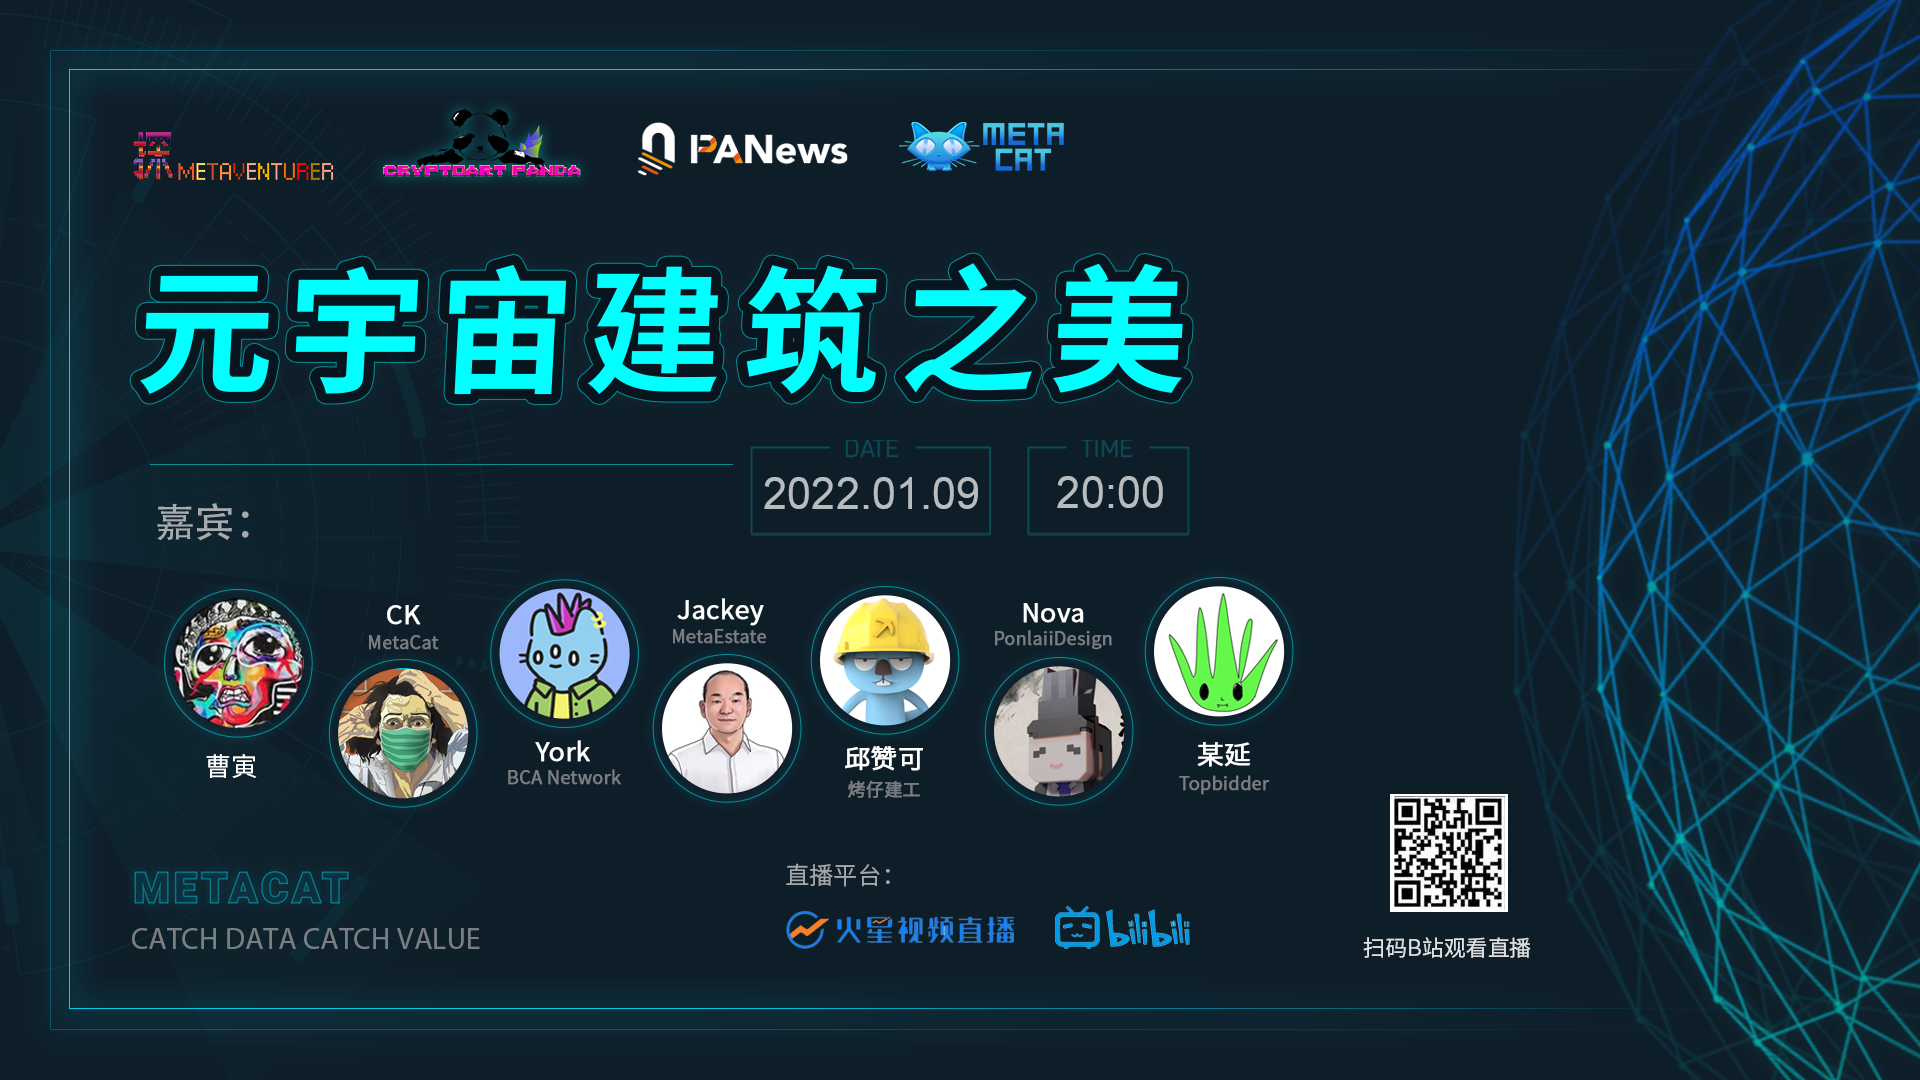 探 METAVENTURER
CRYPTOART PANDA
PANews
META CAT
元宇宙建筑之美
DATE
2022.01.09
TIME
20:00
嘉宾：
曹寅
CK
MetaCat
York
BCA Network
Jackey
MetaEstate
邱赞可
烤仔建工
Nova
PonlaiiDesign
某延
Topbidder
METACAT
CATCH DATA CATCH VALUE
直播平台：
火星视频直播
bilibili
扫码B站观看直播